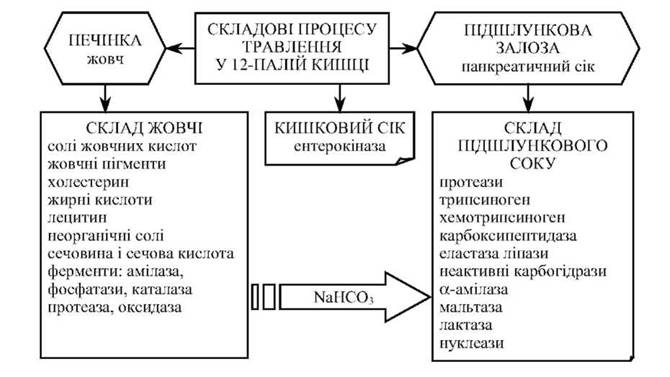 ПЕЧІНКА
жовч
СКЛАДОВІ ПРОЦЕСУ
ТРАВЛЕННЯ
У 12-ПАЛІЙ КИШЦІ
ПІДШЛУНКОВА
ЗАЛОЗА
панкреатичний сік
СКЛАД ЖОВЧІ
солі жовчних кислот
жовчні пігменти
холестерин
жирні кислоти
лецитин
неорганічні солі
сечовина і сечова кислота
ферменти: амілаза,
фосфатази, каталаза
протеаза, оксидаза
КИШКОВИЙ СІК
ентерокіназа
NaHCO₃
СКЛАД
ПІДШЛУНКОВОГО
СОКУ
протеази
трипсиноген
хемотрипсиноген
карбоксипептидаза
еластаза ліпази
неактивні карбогідрази
α-амілаза
мальтаза
лактаза
нуклеази